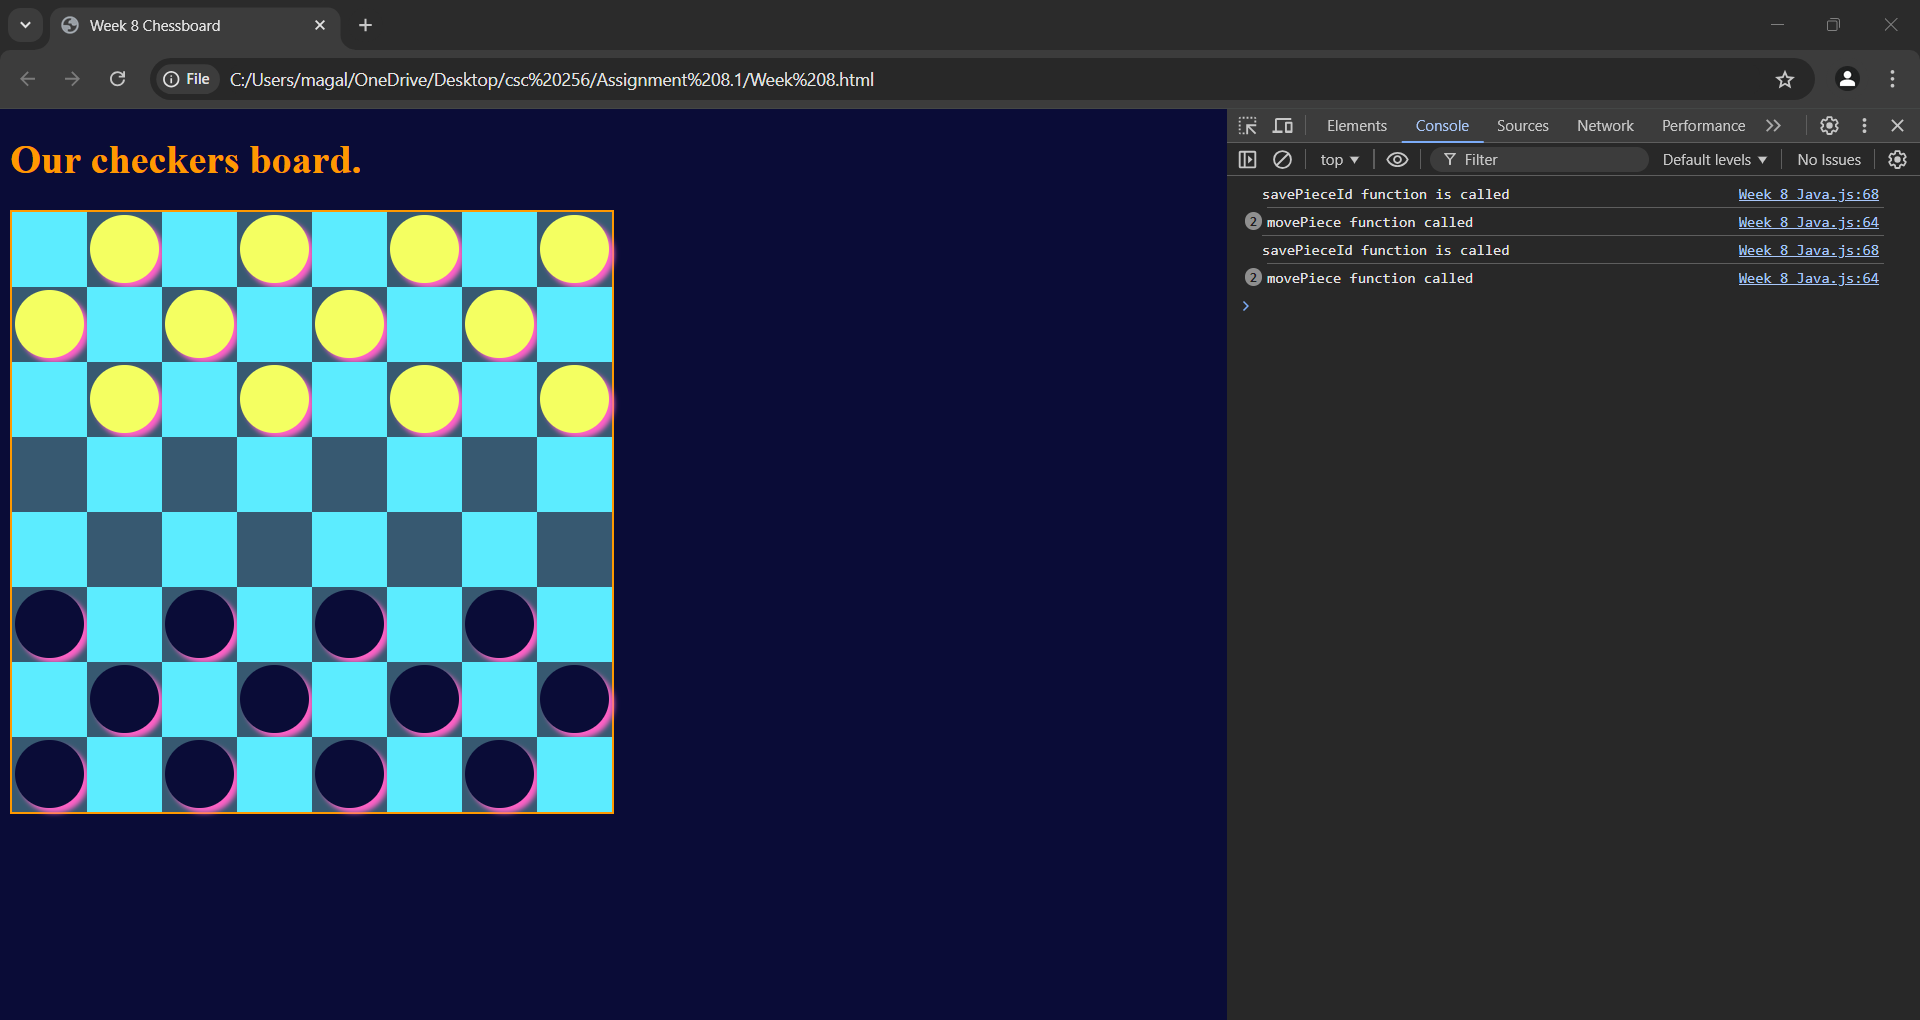 Week 8 Chessboard
File
C:/Users/magal/OneDrive/Desktop/csc%20256/Assignment%208.1/Week%208.html
Our checkers board.
Elements Console Sources Network Performance
top Filter Default levels No Issues
savePieceId function is called Week 8 Java.js:68
2 movePiece function called Week 8 Java.js:64
savePieceId function is called Week 8 Java.js:68
2 movePiece function called Week 8 Java.js:64